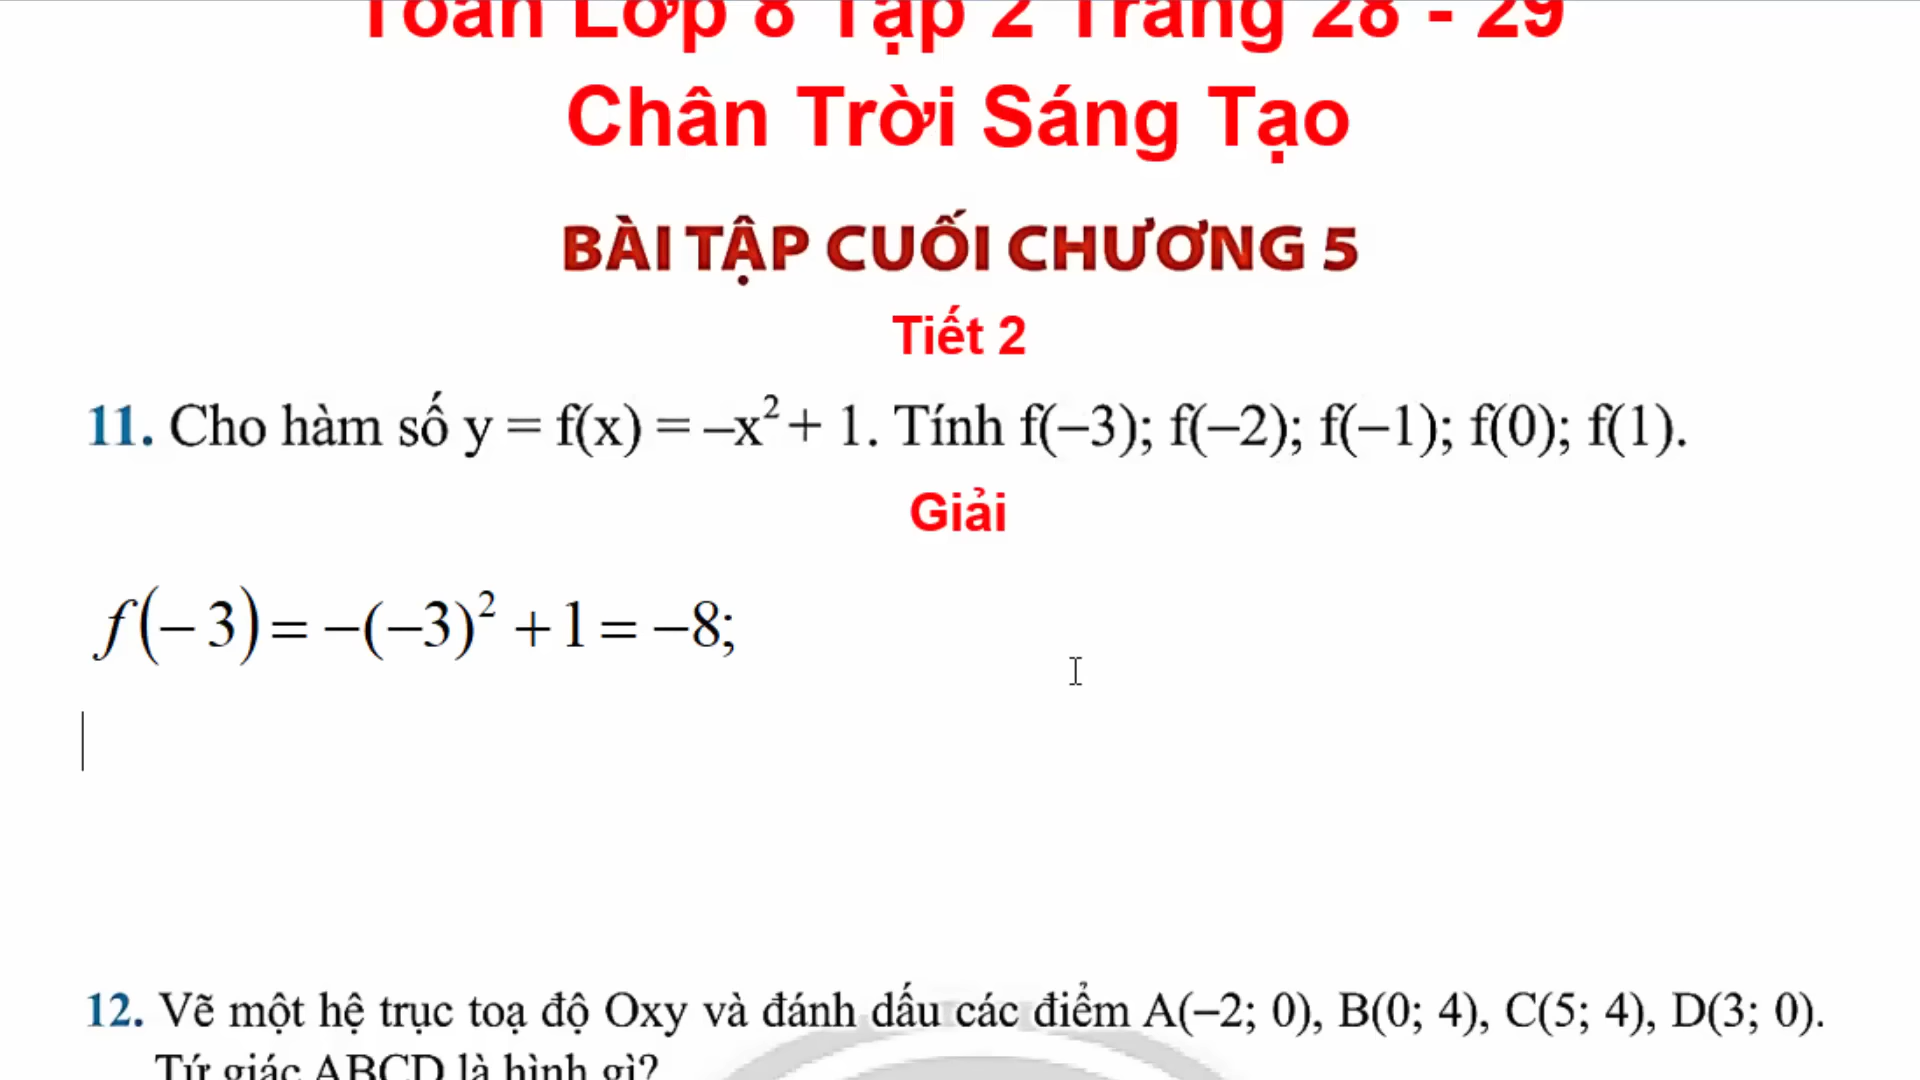 Toán Lớp 8 Tập 2 Trang 28 - 29
Chân Trời Sáng Tạo
BÀI TẬP CUỐI CHƯƠNG 5
Tiết 2
11. Cho hàm số y = f(x) = –x² + 1. Tính f(–3); f(–2); f(–1); f(0); f(1).
Giải
f(–3) = –(–3)² + 1 = –8;
12. Vẽ một hệ trục toạ độ Oxy và đánh dấu các điểm A(–2; 0), B(0; 4), C(5; 4), D(3; 0).
Tứ giác ABCD là hình gì?